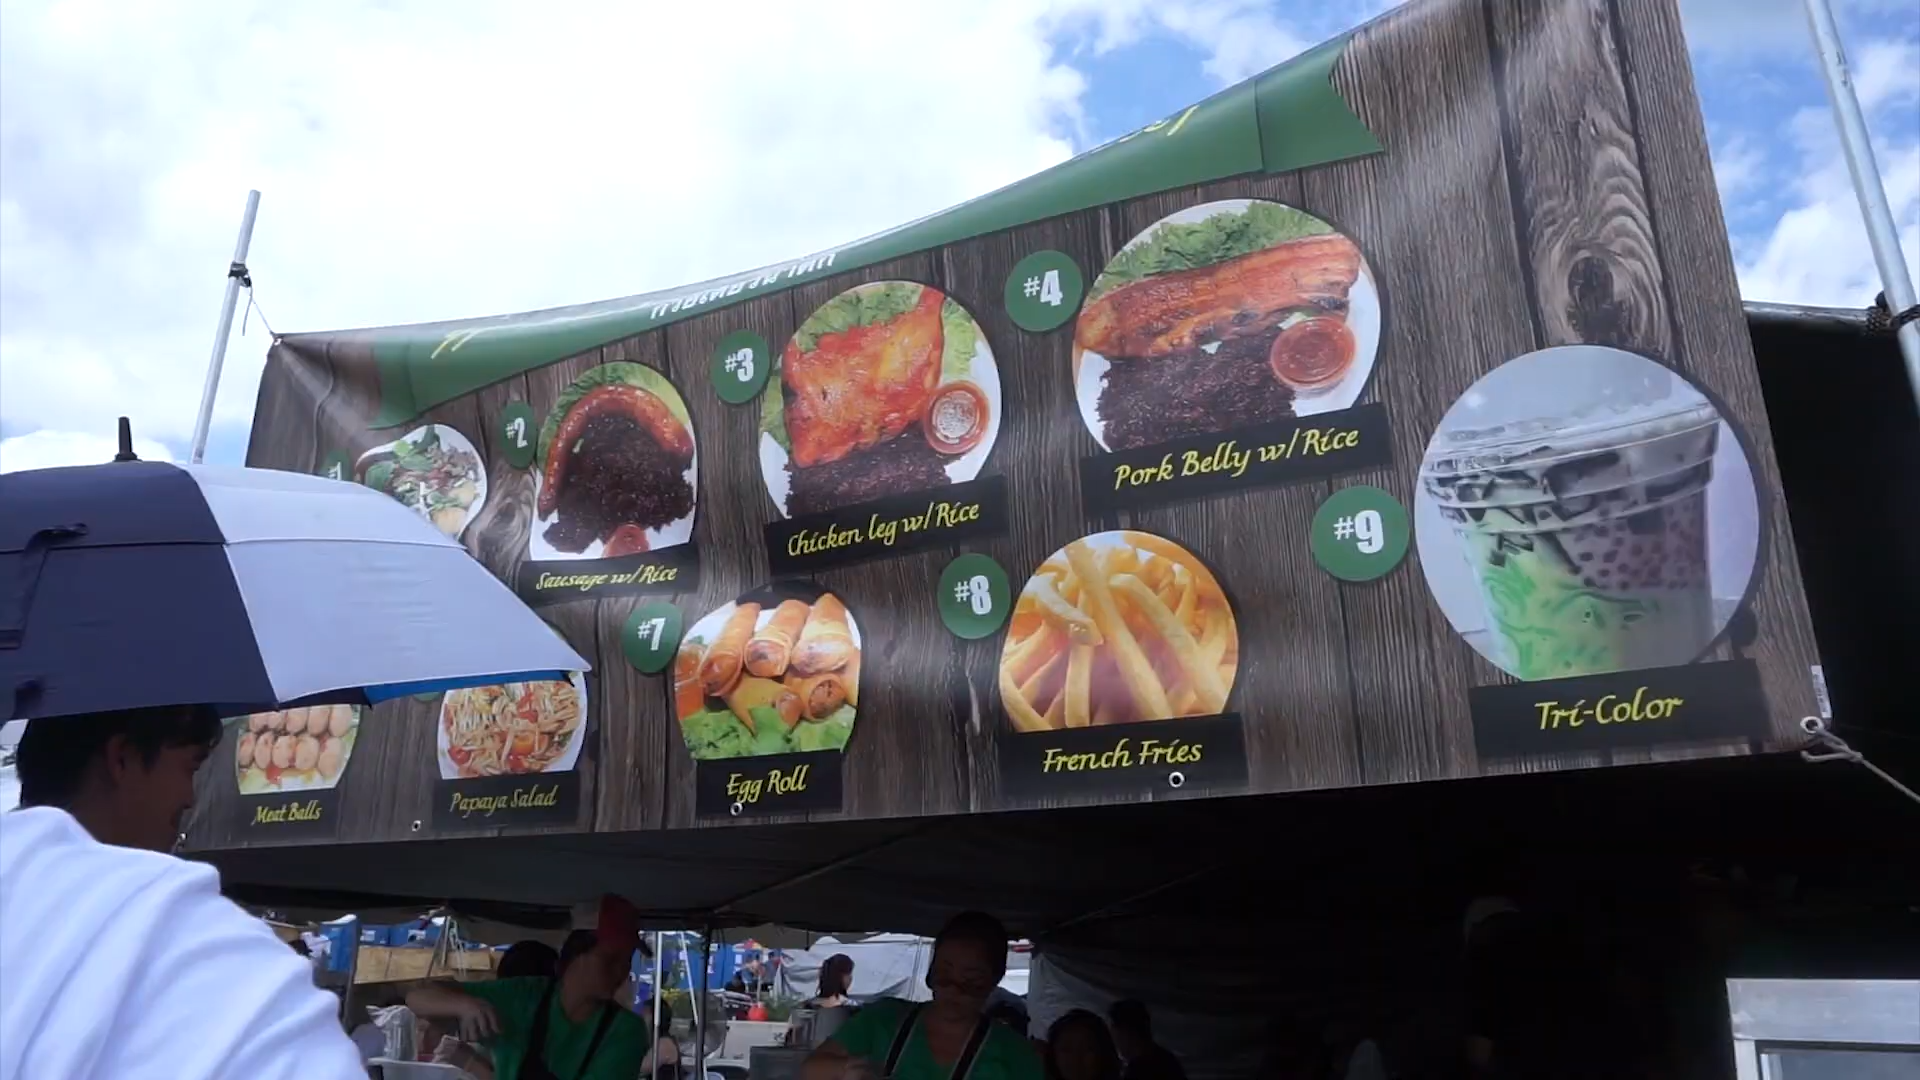 #1
#2
Sausage w/Rice
#3
Chicken leg w/Rice
#4
Pork Belly w/Rice
Meat Balls
Papaya Salad
#7
Egg Roll
#8
French Fries
#9
Tri-Color